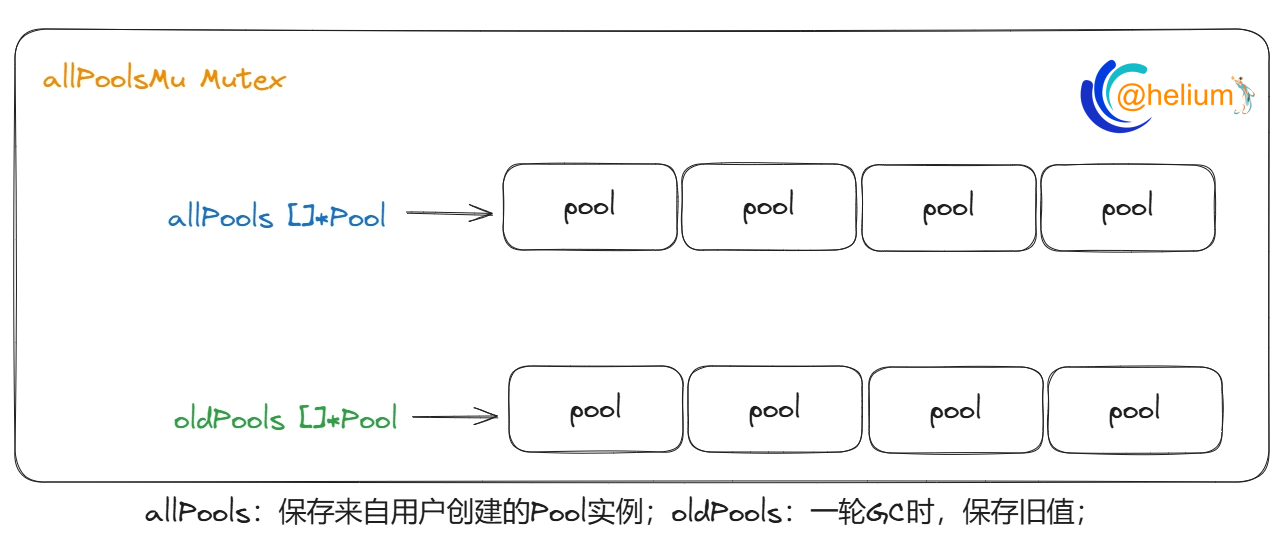 allPoolsMu Mutex
@helium
allPools []*Pool
pool pool pool pool
oldPools []*Pool
pool pool pool pool
allPools：保存来自用户创建的Pool实例；oldPools：一轮GC时，保存旧值；